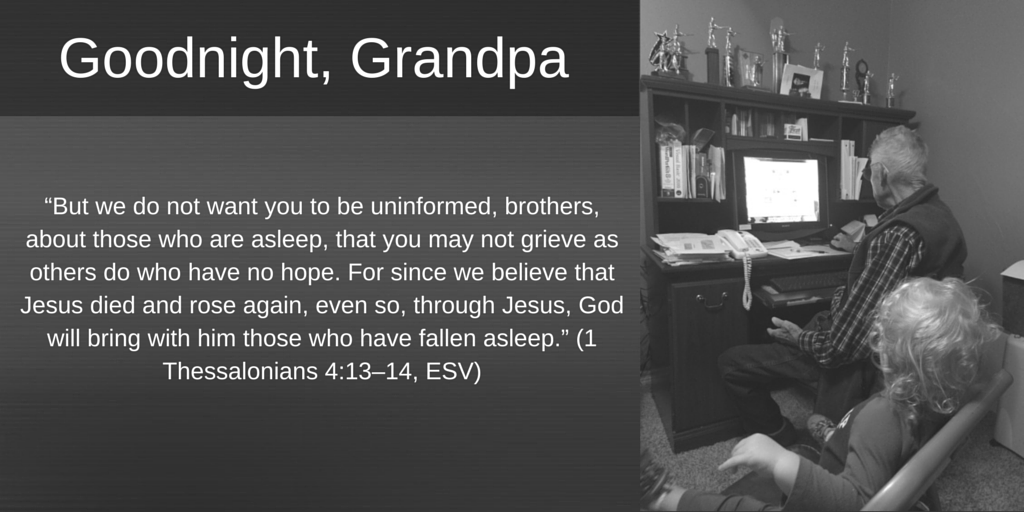 Goodnight, Grandpa
“But we do not want you to be uninformed, brothers,
about those who are asleep, that you may not grieve as
others do who have no hope. For since we believe that
Jesus died and rose again, even so, through Jesus, God
will bring with him those who have fallen asleep.” (1
Thessalonians 4:13–14, ESV)